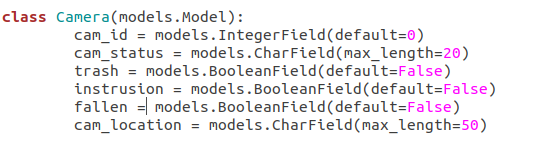 class Camera(models.Model):
cam_id = models.IntegerField(default=0)
cam_status = models.CharField(max_length=20)
trash = models.BooleanField(default=False)
instrusion = models.BooleanField(default=False)
fallen = models.BooleanField(default=False)
cam_location = models.CharField(max_length=50)